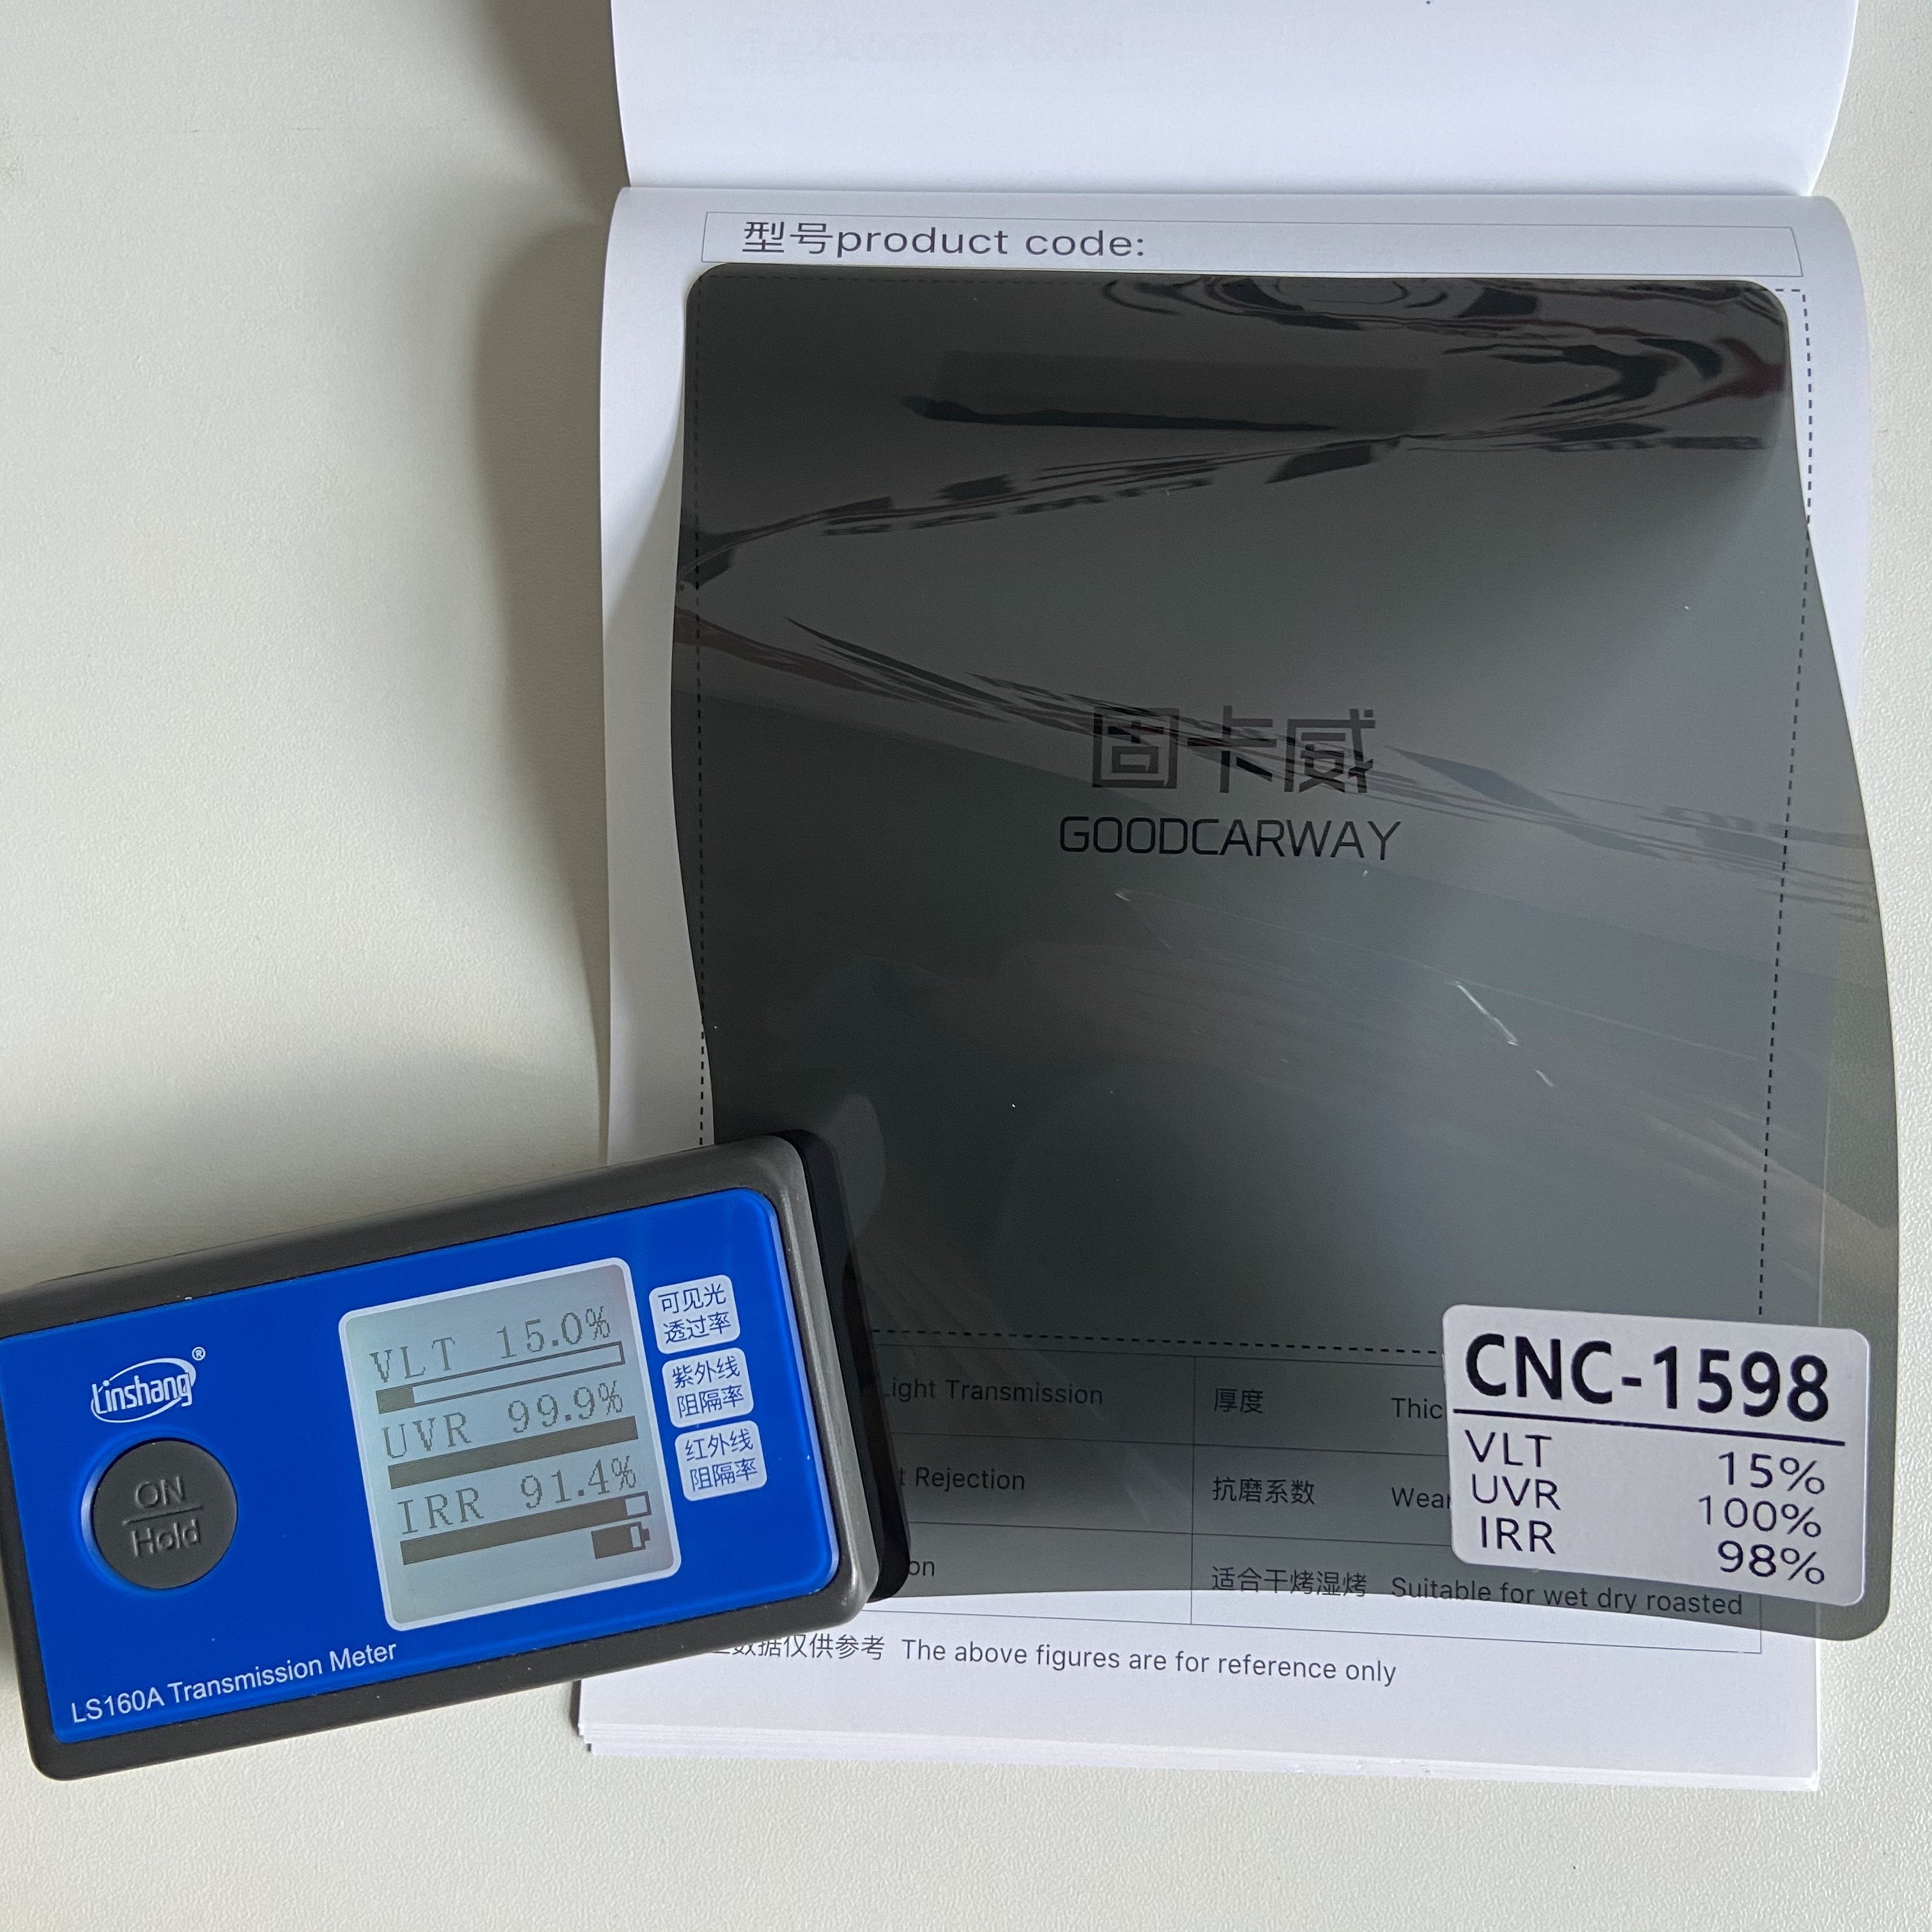 型号product code:
固卡威
GOODCARWAY
Linshang®
ON
Hold
VLT 15.0%
UVR 99.9%
IRR 91.4%
可见光
透过率
紫外线
阻隔率
红外线
阻隔率
LS160A Transmission Meter
Light Transmission 厚度
Rejection 抗磨系数
适合干烤湿烤 Suitable for wet dry roasted
数据仅供参考 The above figures are for reference only
CNC-1598
VLT 15%
UVR 100%
IRR 98%